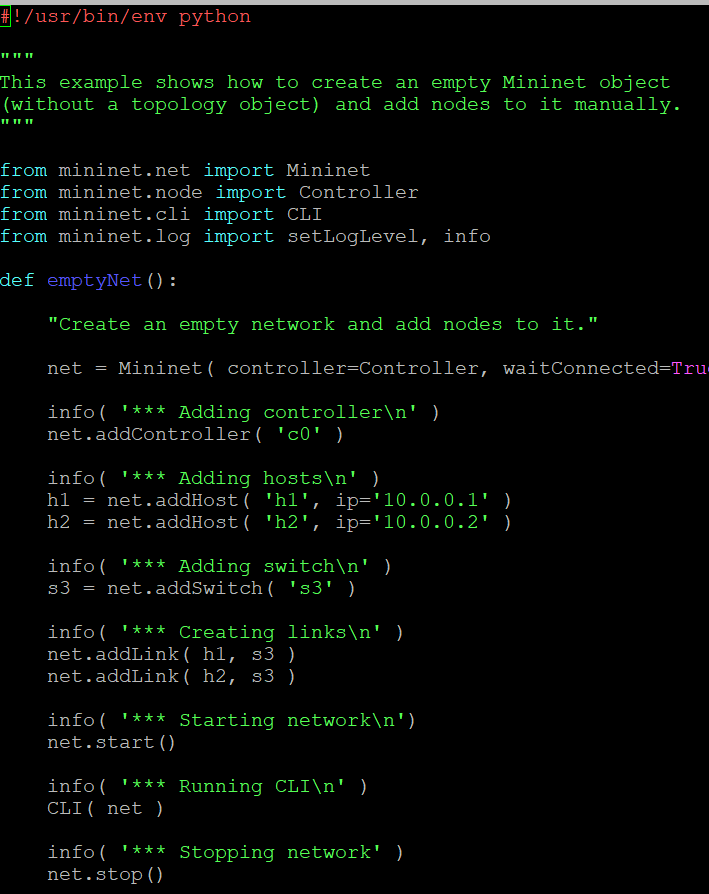 #!/usr/bin/env python
"""
This example shows how to create an empty Mininet object
(without a topology object) and add nodes to it manually.
"""
from mininet.net import Mininet
from mininet.node import Controller
from mininet.cli import CLI
from mininet.log import setLogLevel, info
def emptyNet():
"Create an empty network and add nodes to it."
net = Mininet( controller=Controller, waitConnected=Tru
info( '*** Adding controller\n' )
net.addController( 'c0' )
info( '*** Adding hosts\n' )
h1 = net.addHost( 'h1', ip='10.0.0.1' )
h2 = net.addHost( 'h2', ip='10.0.0.2' )
info( '*** Adding switch\n' )
s3 = net.addSwitch( 's3' )
info( '*** Creating links\n' )
net.addLink( h1, s3 )
net.addLink( h2, s3 )
info( '*** Starting network\n')
net.start()
info( '*** Running CLI\n' )
CLI( net )
info( '*** Stopping network' )
net.stop()